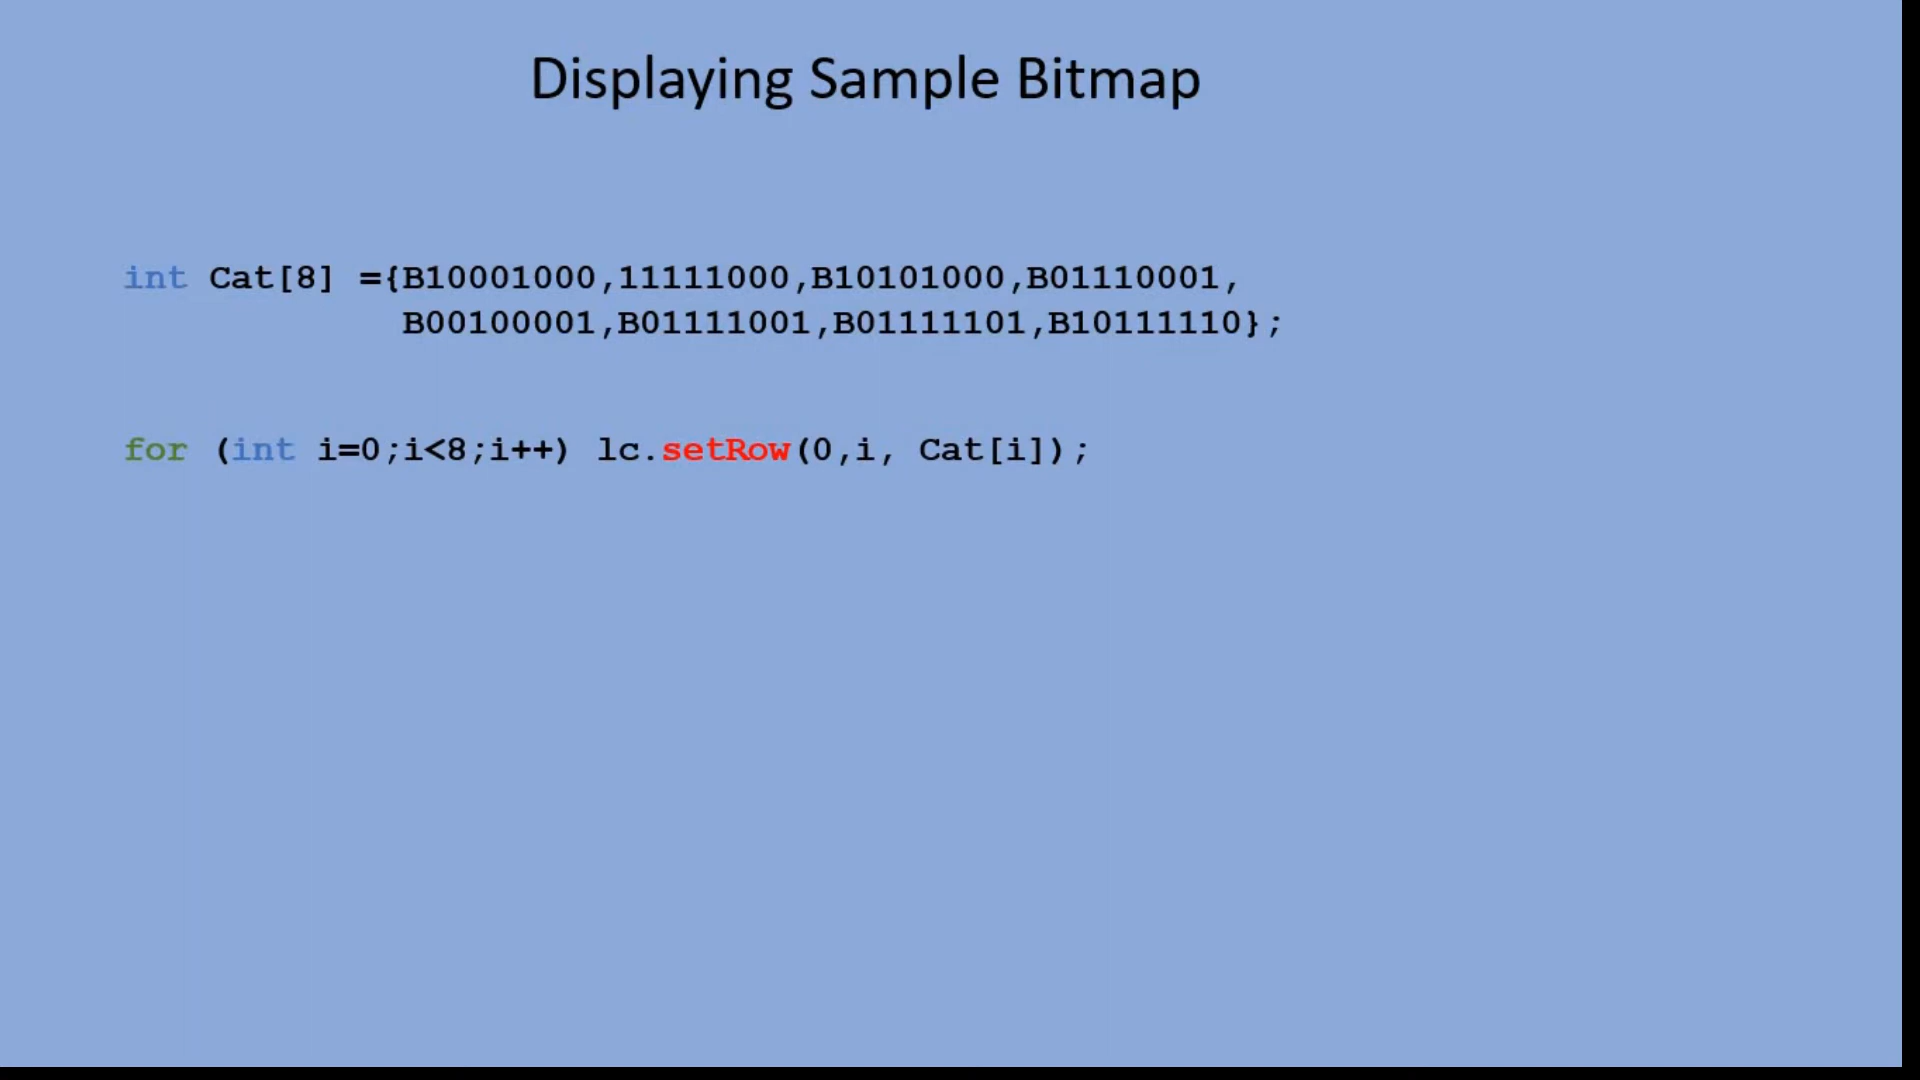 Displaying Sample Bitmap
int Cat[8] ={B10001000,11111000,B10101000,B01110001,
B00100001,B01111001,B01111101,B10111110};
for (int i=0;i<8;i++) lc.setRow(0,i, Cat[i]);